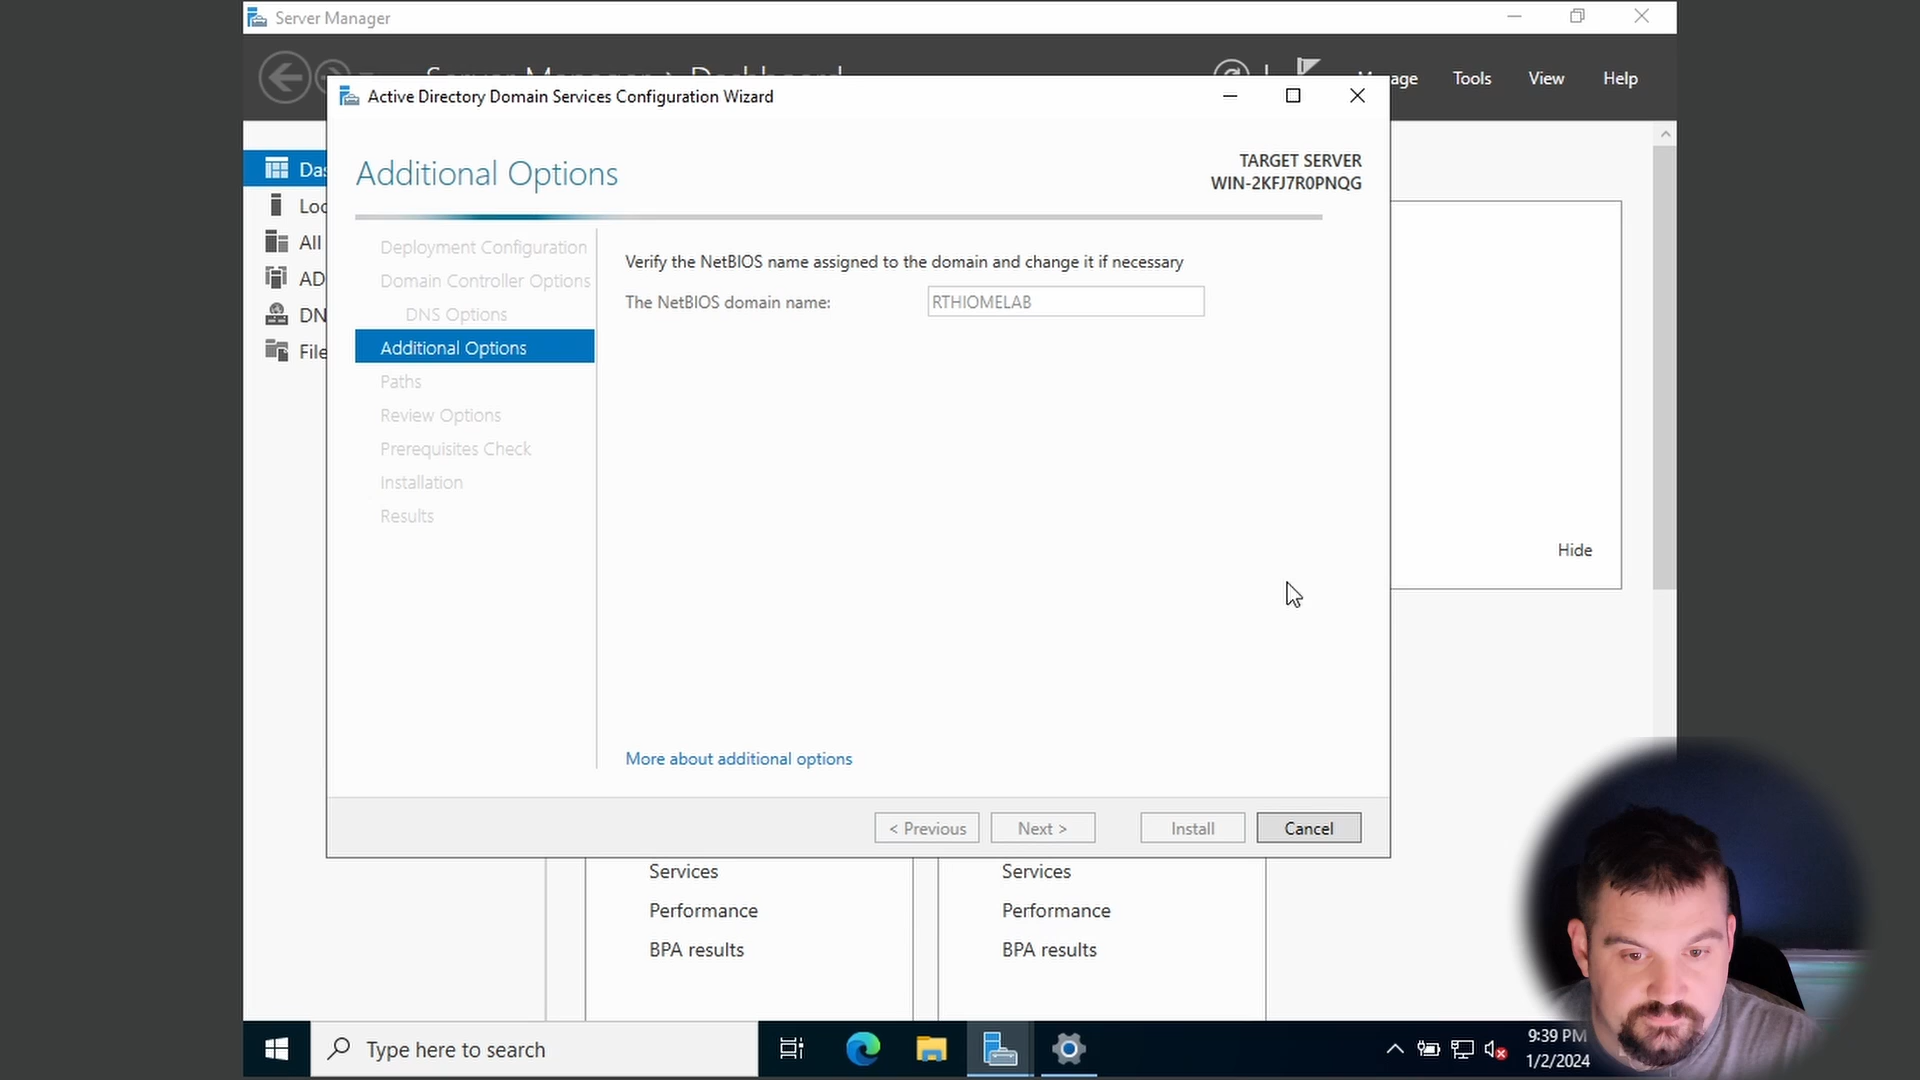 Server Manager
Manage Tools View Help
Active Directory Domain Services Configuration Wizard
Additional Options
TARGET SERVER
WIN-2KFJ7R0PNQG
Das
Loc
All
AD
DN
File
Deployment Configuration
Domain Controller Options
DNS Options
Additional Options
Paths
Review Options
Prerequisites Check
Installation
Results
Verify the NetBIOS name assigned to the domain and change it if necessary
The NetBIOS domain name: RTHIOMELAB
Hide
More about additional options
< Previous Next > Install Cancel
Services Services
Performance Performance
BPA results BPA results
Type here to search
9:39 PM
1/2/2024